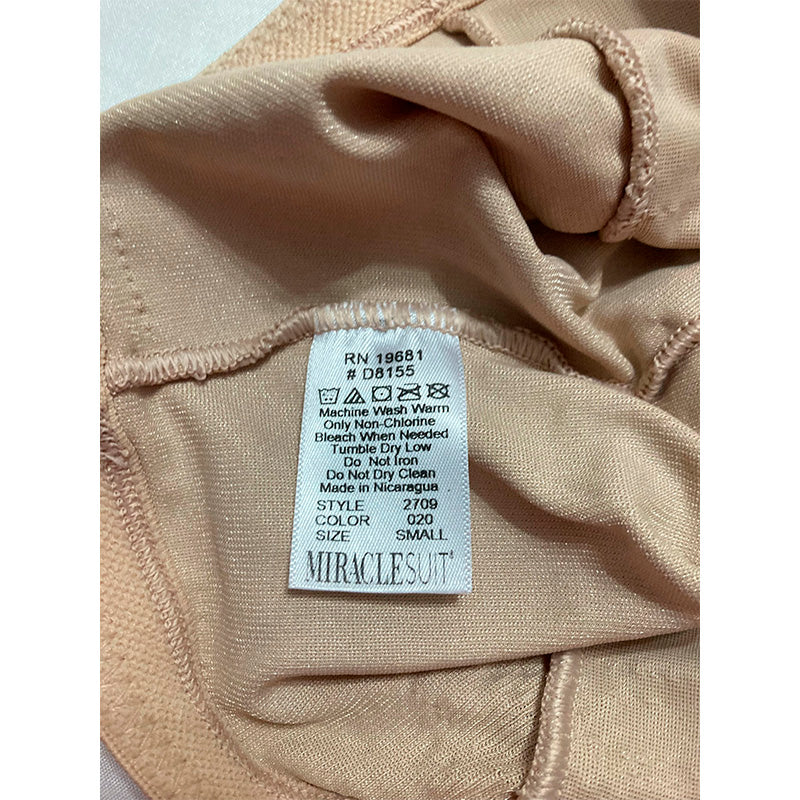 RN 19681
# D8155
Machine Wash Warm
Only Non-Chlorine
Bleach When Needed
Tumble Dry Low
Do Not Iron
Do Not Dry Clean
Made in Nicaragua
STYLE 2709
COLOR 020
SIZE SMALL
MIRACLESUIT®